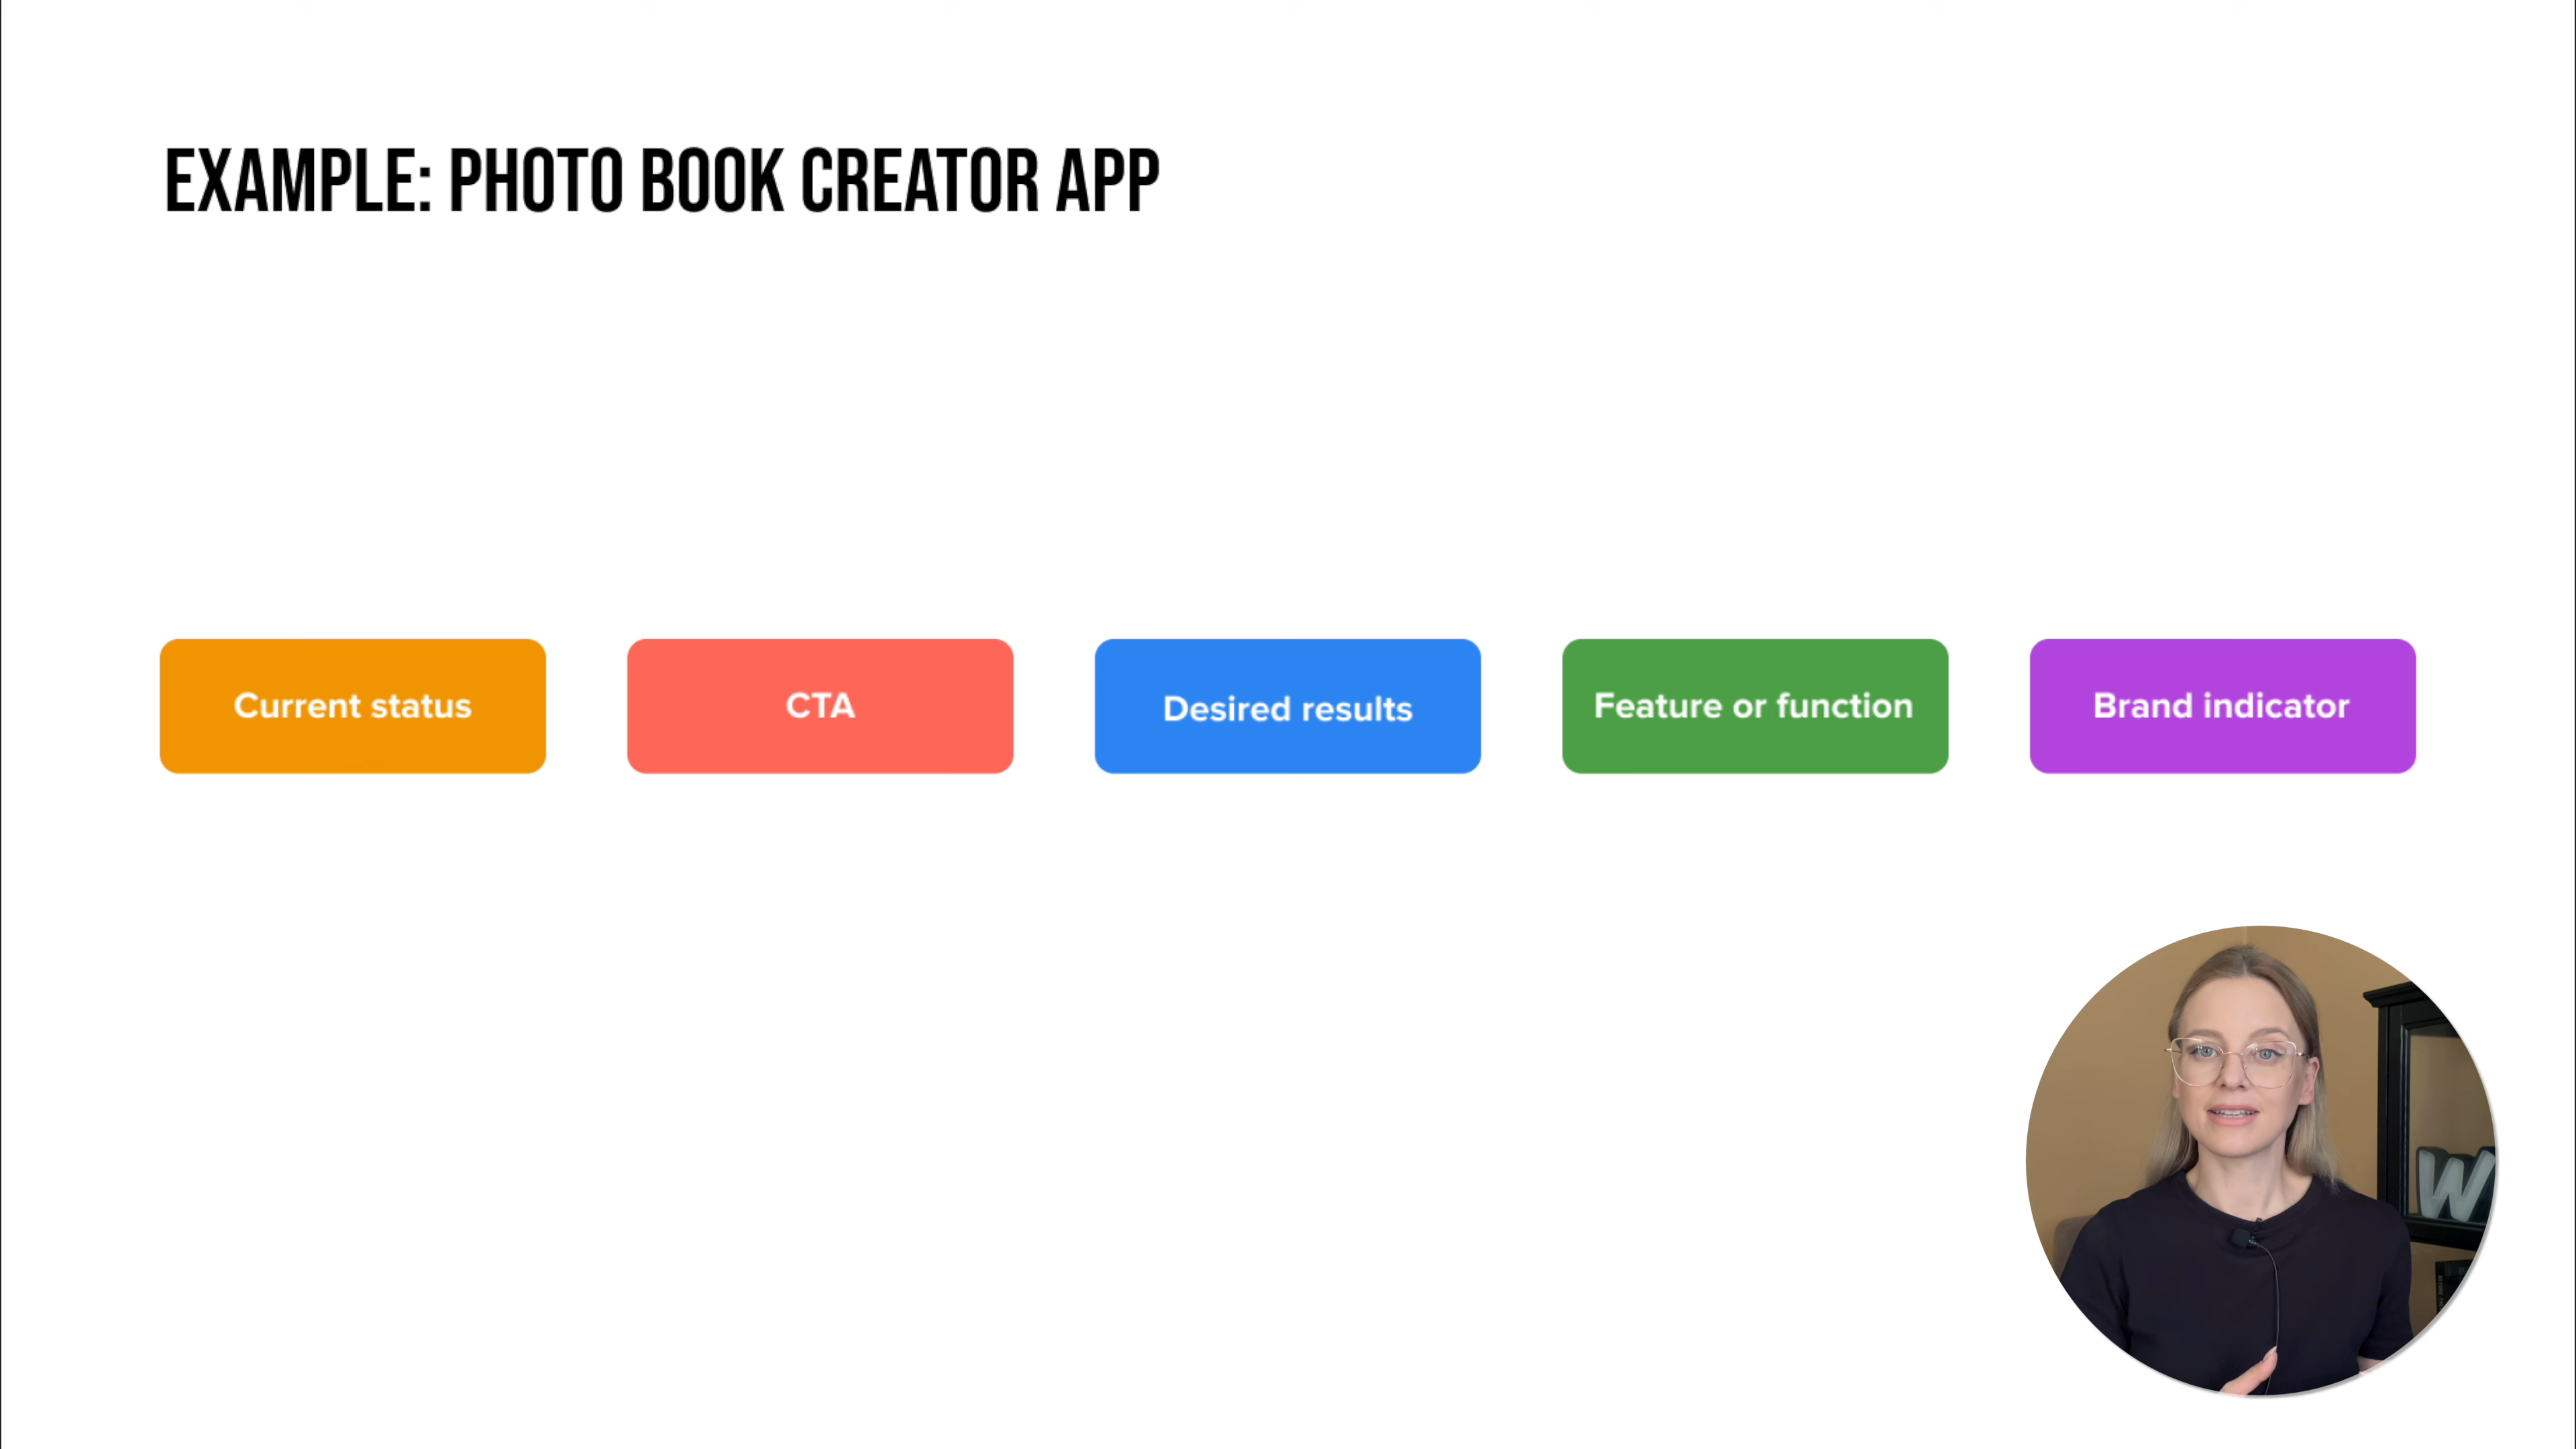 EXAMPLE: PHOTO BOOK CREATOR APP
Current status
CTA
Desired results
Feature or function
Brand indicator
W